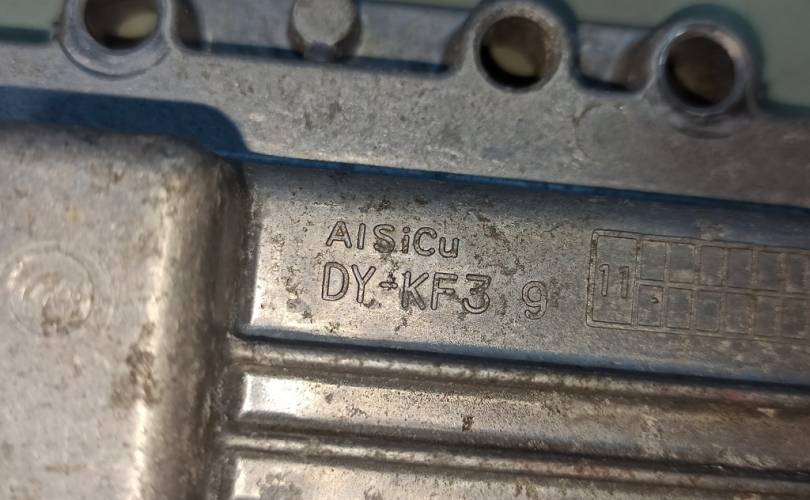 AlSiCu
DY-KF3 9
11